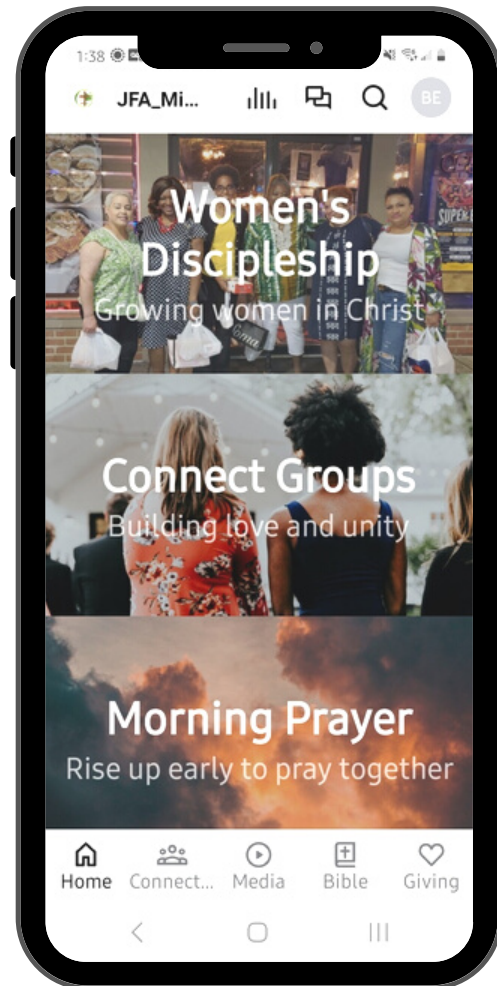 1:38
JFA_Mi...
BE
Women's
Discipleship
Growing women in Christ
Connect Groups
Building love and unity
Morning Prayer
Rise up early to pray together
Home Connect... Media Bible Giving